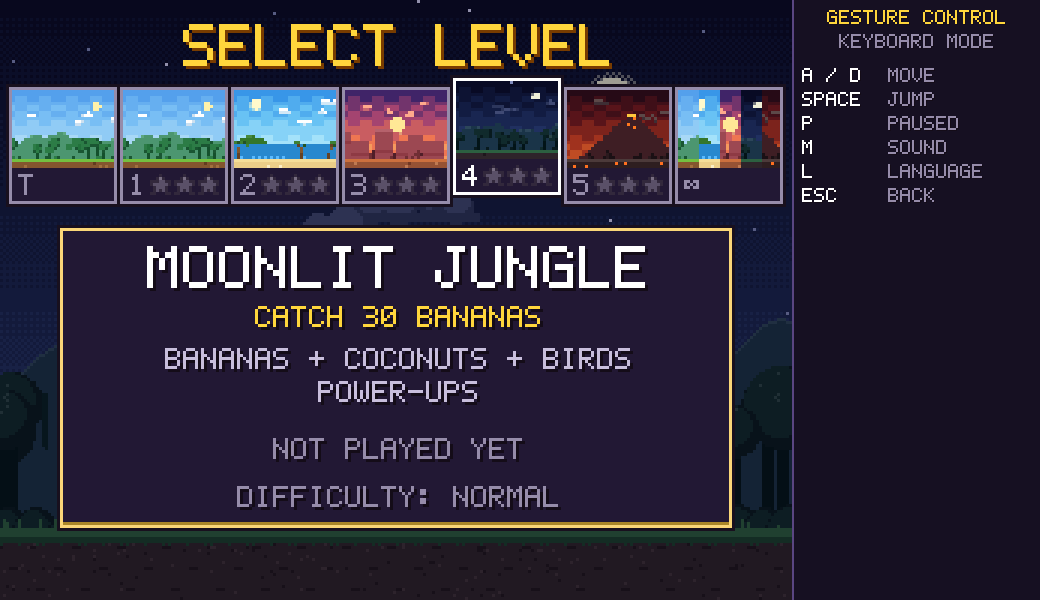 SELECT LEVEL
T
1
2
3
4
5
∞
MOONLIT JUNGLE
CATCH 30 BANANAS
BANANAS + COCONUTS + BIRDS
POWER-UPS
NOT PLAYED YET
DIFFICULTY: NORMAL
GESTURE CONTROL
KEYBOARD MODE
A / D MOVE
SPACE JUMP
P PAUSED
M SOUND
L LANGUAGE
ESC BACK